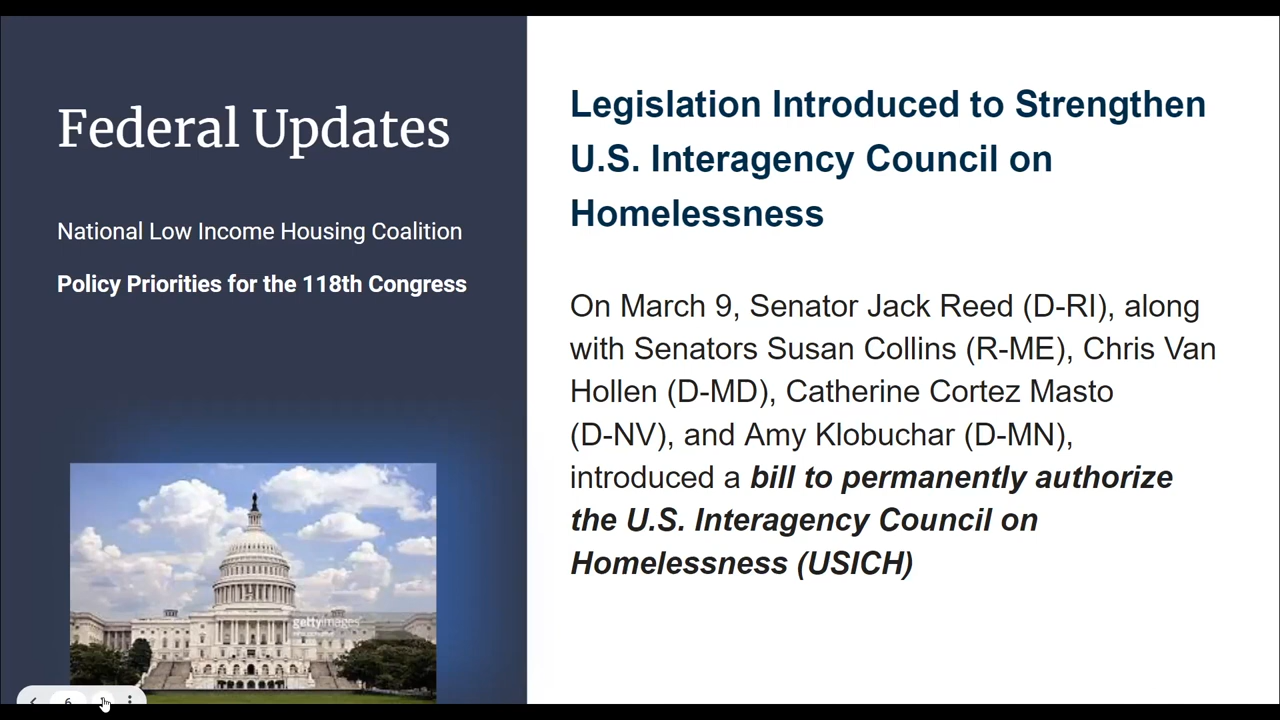 Federal Updates
National Low Income Housing Coalition
Policy Priorities for the 118th Congress
Legislation Introduced to Strengthen
U.S. Interagency Council on
Homelessness
On March 9, Senator Jack Reed (D-RI), along
with Senators Susan Collins (R-ME), Chris Van
Hollen (D-MD), Catherine Cortez Masto
(D-NV), and Amy Klobuchar (D-MN),
introduced a bill to permanently authorize
the U.S. Interagency Council on
Homelessness (USICH)
gettyimages
6